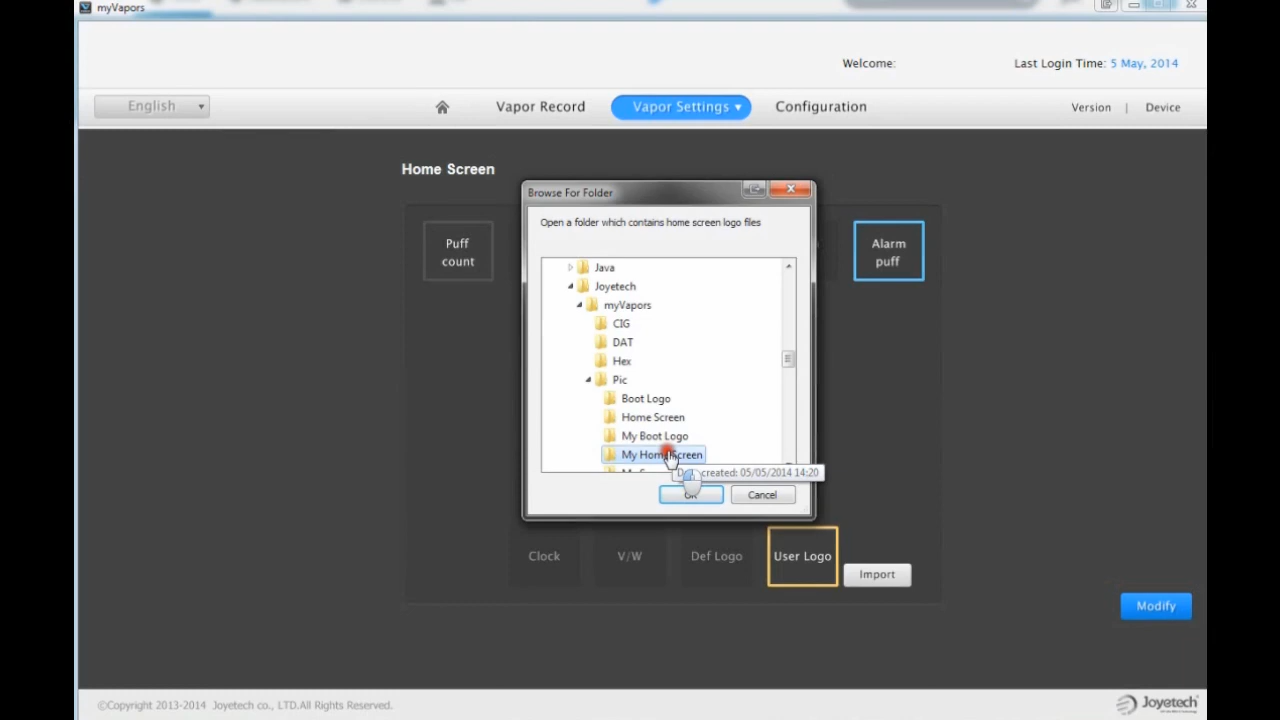 myVapors
Welcome:
Last Login Time: 5 May, 2014
English
Vapor Record
Vapor Settings
Configuration
Version | Device
Home Screen
Browse For Folder
Open a folder which contains home screen logo files
Puff count
Alarm puff
Java
Joyetech
myVapors
CIG
DAT
Hex
Pic
Boot Logo
Home Screen
My Boot Logo
My Home Screen
created: 05/05/2014 14:20
Cancel
Clock
V/W
Def Logo
User Logo
Import
Modify
©Copyright 2013-2014 Joyetech co., LTD.All Rights Reserved.
Joyetech